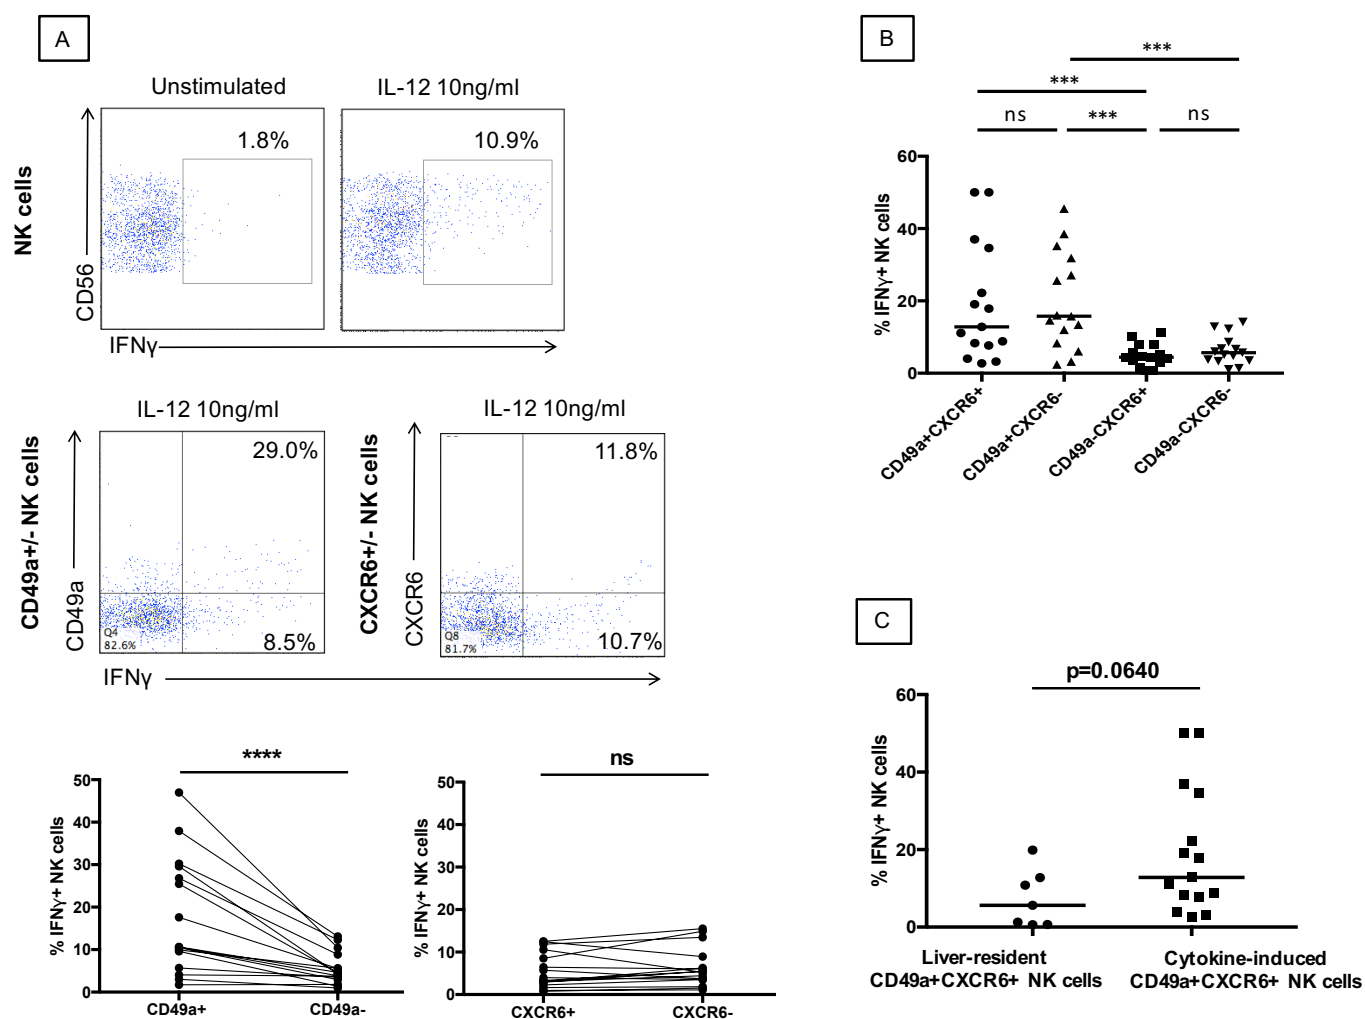 A
Unstimulated
IL-12 10ng/ml
NK cells
CD56
1.8%
10.9%
IFNγ
IL-12 10ng/ml
IL-12 10ng/ml
CD49a+/- NK cells
CD49a
29.0%
Q4
82.6%
8.5%
CXCR6+/- NK cells
CXCR6
11.8%
Q8
81.7%
10.7%
IFNγ
****
% IFNγ+ NK cells
50
40
30
20
10
0
CD49a+
CD49a-
ns
% IFNγ+ NK cells
50
40
30
20
10
0
CXCR6+
CXCR6-
B
***
***
ns
***
ns
% IFNγ+ NK cells
60
40
20
0
CD49a+CXCR6+
CD49a+CXCR6-
CD49a-CXCR6+
CD49a-CXCR6-
C
p=0.0640
% IFNγ+ NK cells
60
40
20
0
Liver-resident
CD49a+CXCR6+ NK cells
Cytokine-induced
CD49a+CXCR6+ NK cells